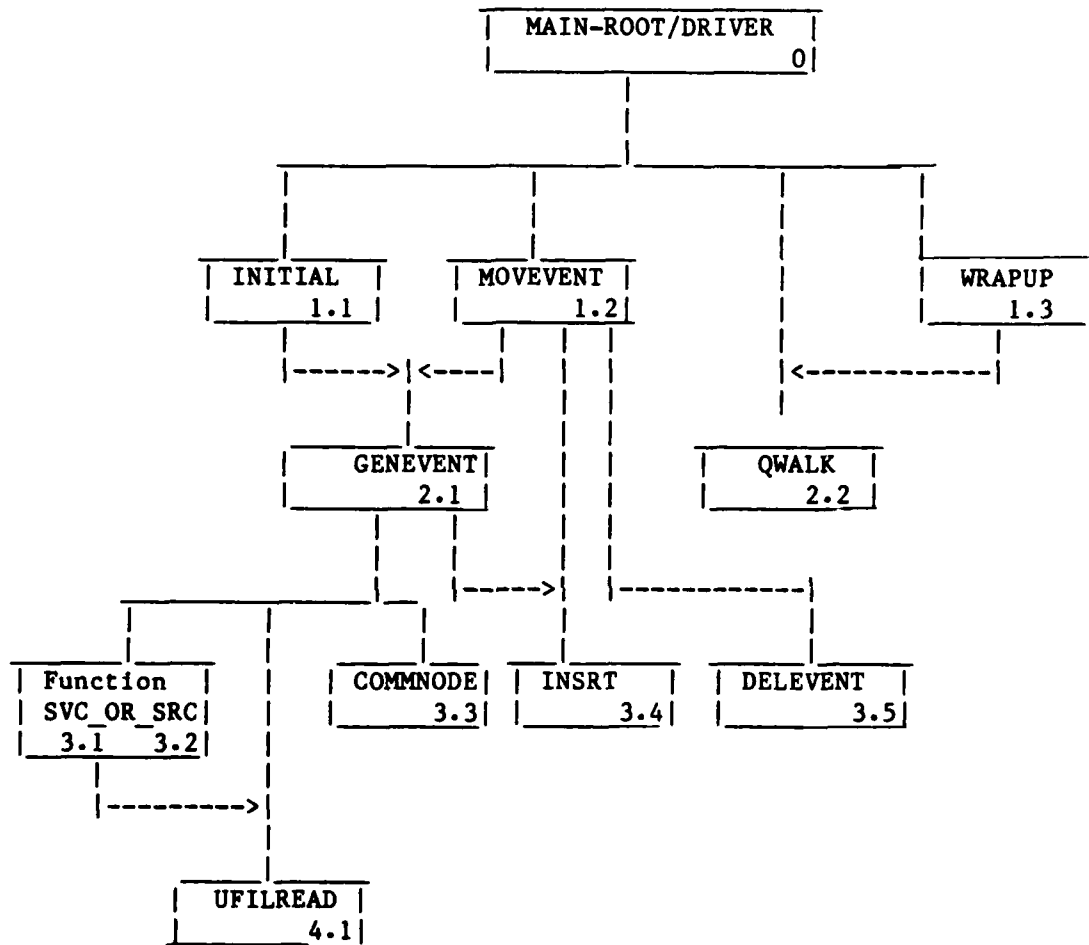 MAIN-ROOT/DRIVER
0
INITIAL
1.1
MOVEVENT
1.2
WRAPUP
1.3
GENEVENT
2.1
QWALK
2.2
Function
SVC_OR_SRC
3.1 3.2
COMMNODE
3.3
INSRT
3.4
DELEVENT
3.5
UFILREAD
4.1